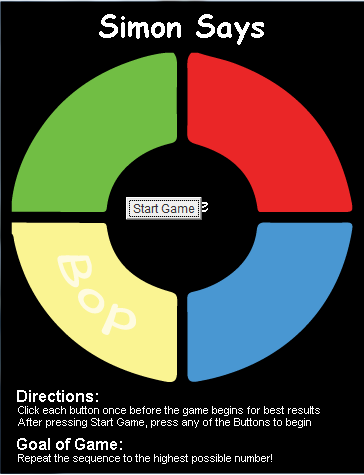 Simon Says
Start Game
Bop
Directions:
Click each button once before the game begins for best results
After pressing Start Game, press any of the Buttons to begin
Goal of Game:
Repeat the sequence to the highest possible number!